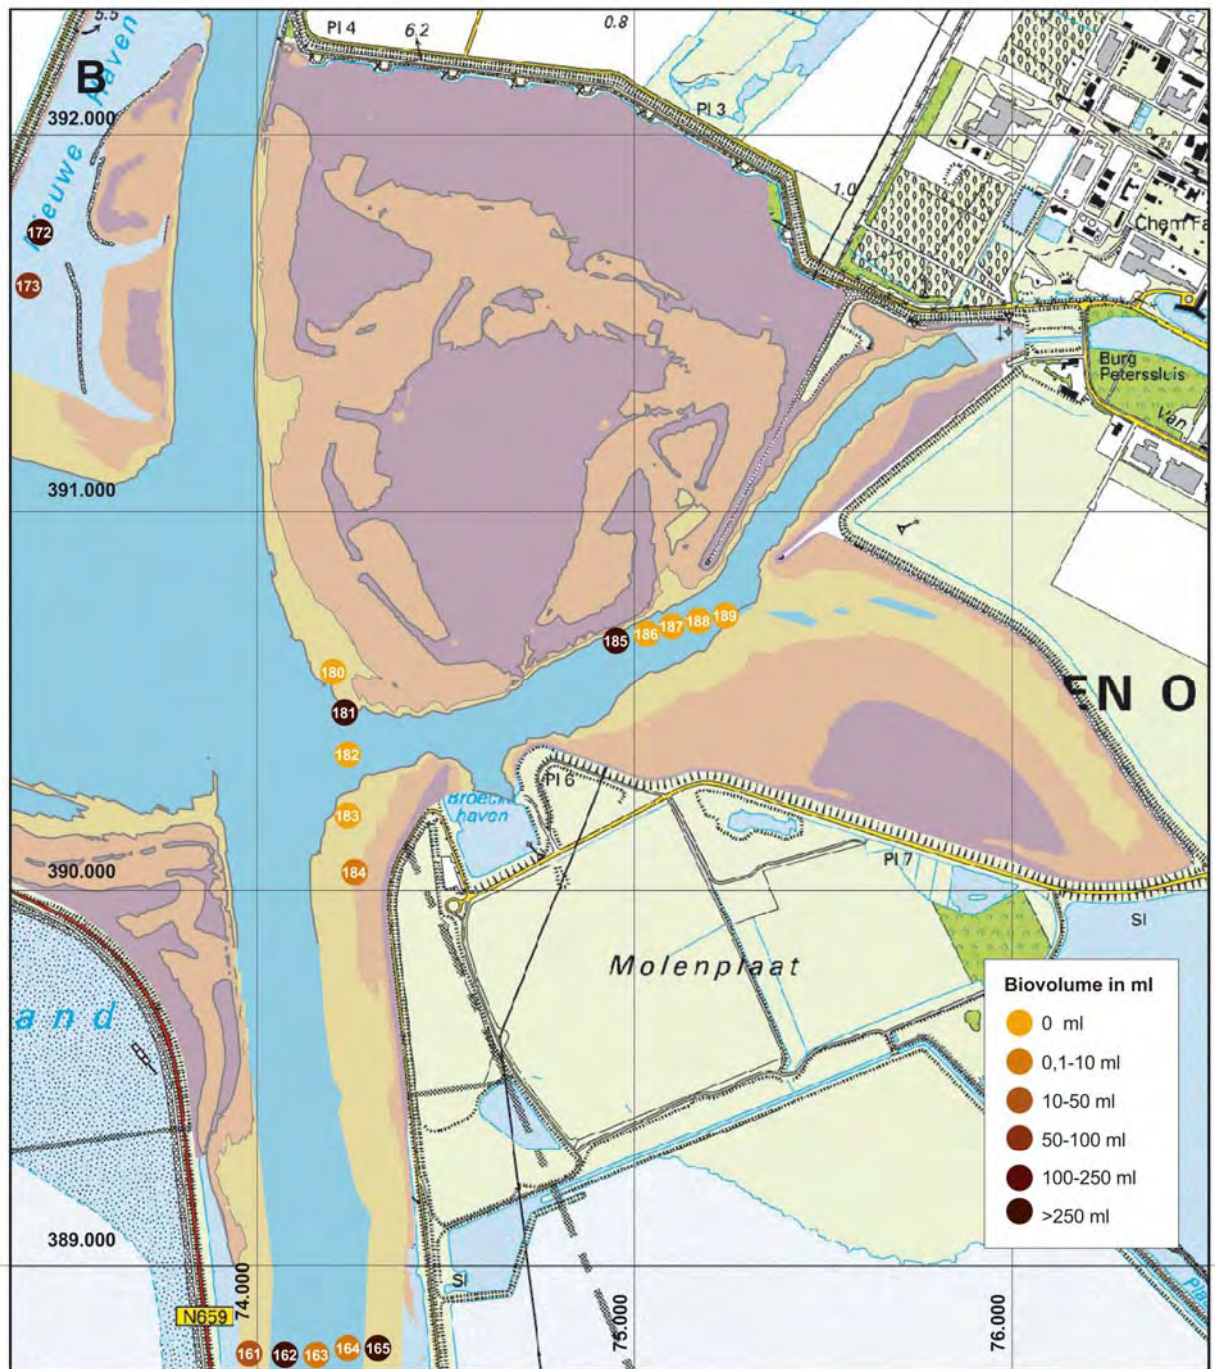 5.5
Pl 4
6.2
0.8
B
Nieuwe Haven
392.000
Pl 3
1.0
Chem Fa
172
173
Burg
Peterssluis
Van
391.000
185
186
187
188
189
180
181
182
183
184
EN O
Pl 6
haven
Pl 7
390.000
Sl
Molenplaat
and
Biovolume in ml
0 ml
0,1-10 ml
10-50 ml
50-100 ml
100-250 ml
>250 ml
389.000
Sl
74.000
75.000
76.000
N659
161
162
163
164
165